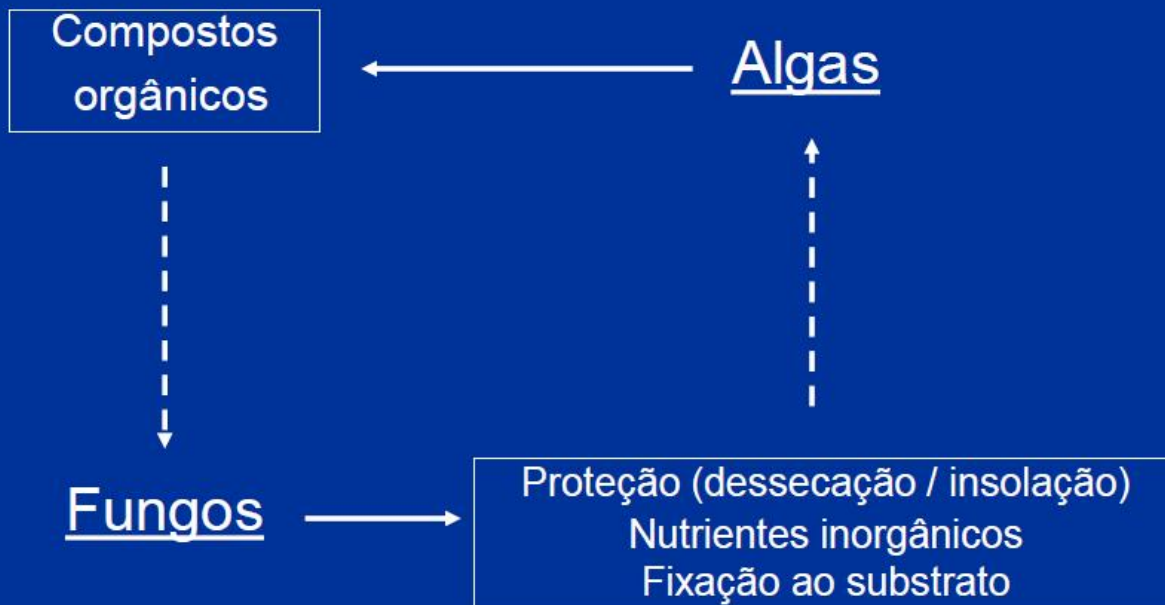 Compostos
orgânicos
Algas
Fungos
Proteção (dessecação / insolação)
Nutrientes inorgânicos
Fixação ao substrato